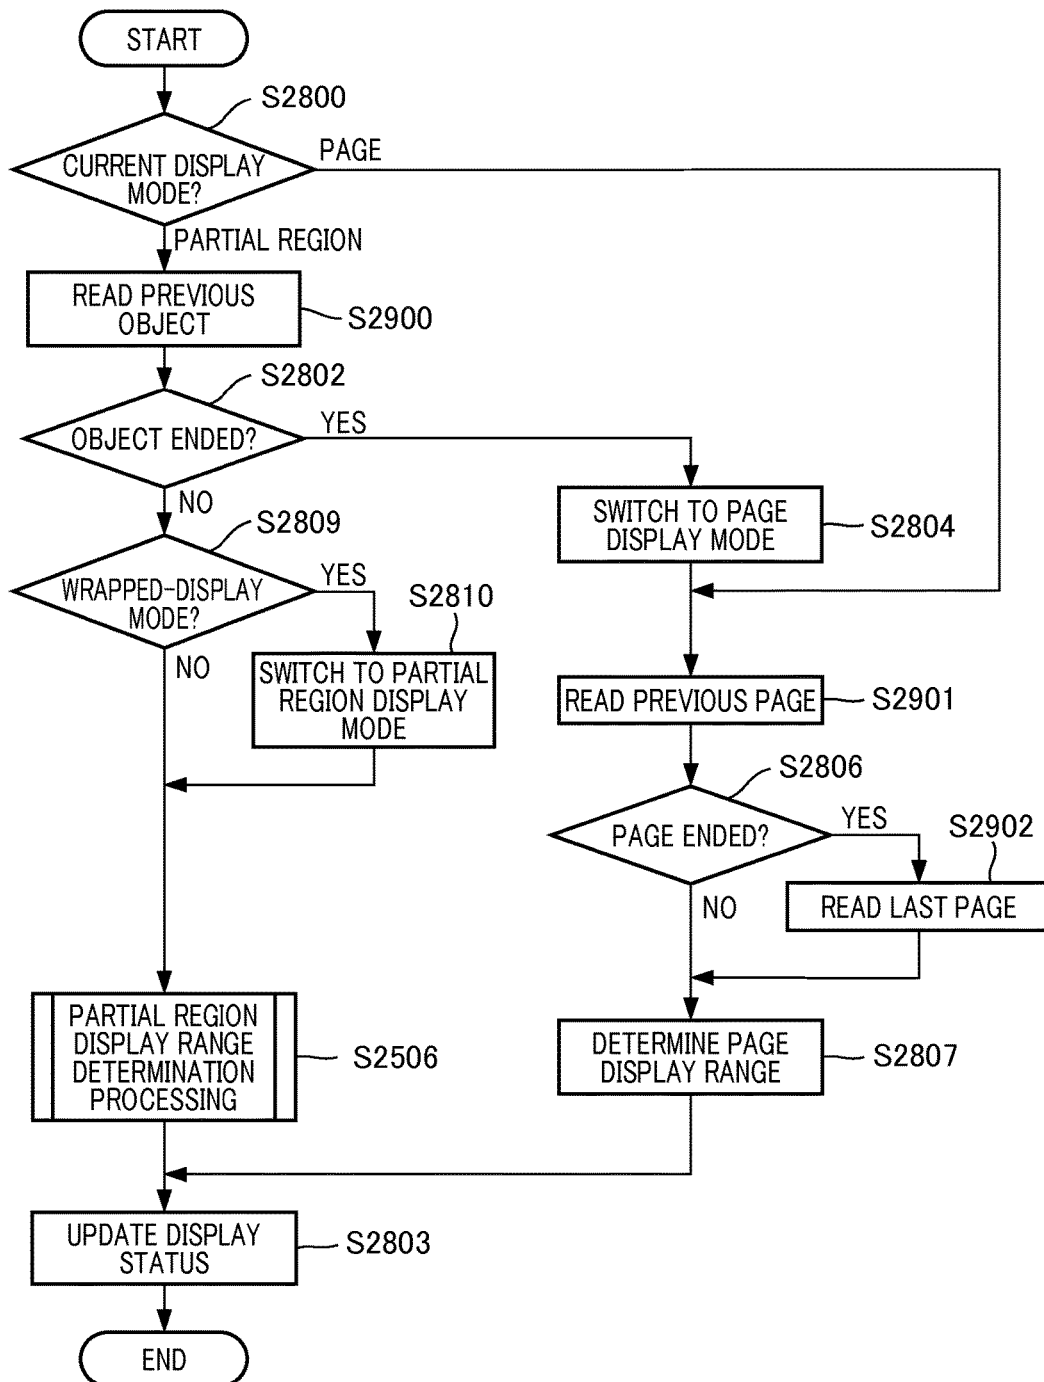 START
S2800
CURRENT DISPLAY
MODE?
PAGE
PARTIAL REGION
READ PREVIOUS
OBJECT
S2900
S2802
OBJECT ENDED?
YES
NO
SWITCH TO PAGE
DISPLAY MODE
S2804
S2809
WRAPPED-DISPLAY
MODE?
YES
NO
S2810
SWITCH TO PARTIAL
REGION DISPLAY
MODE
READ PREVIOUS PAGE
S2901
S2806
PAGE ENDED?
YES
NO
S2902
READ LAST PAGE
PARTIAL REGION
DISPLAY RANGE
DETERMINATION
PROCESSING
S2506
DETERMINE PAGE
DISPLAY RANGE
S2807
UPDATE DISPLAY
STATUS
S2803
END